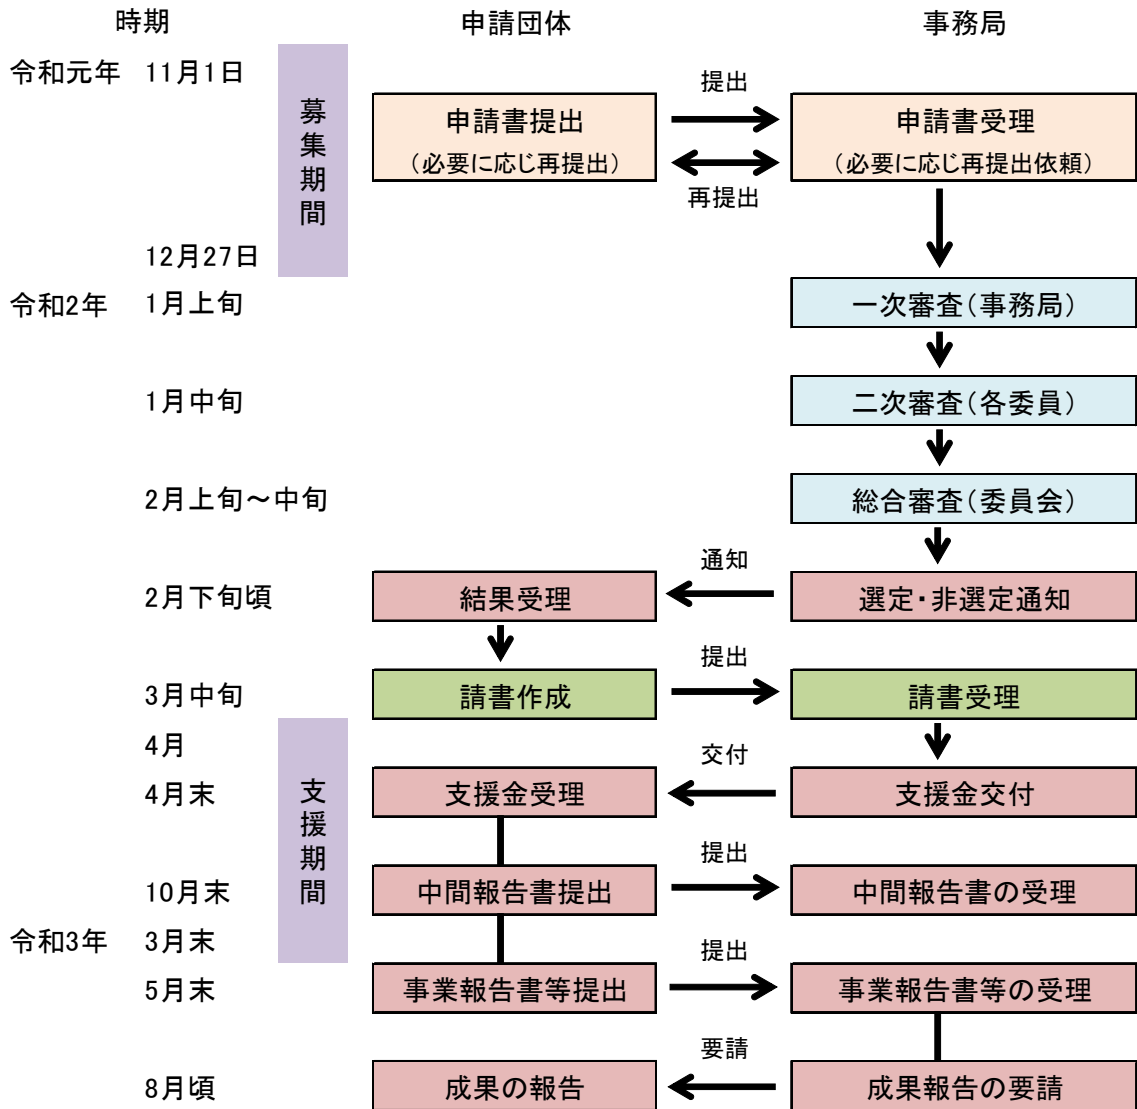 時期 申請団体 事務局
令和元年 11月1日
募集期間
提出
申請書提出 申請書受理
(必要に応じ再提出) (必要に応じ再提出依頼)
再提出
12月27日
令和2年 1月上旬 一次審査(事務局)
1月中旬 二次審査(各委員)
2月上旬~中旬 総合審査(委員会)
通知
2月下旬頃 結果受理 選定・非選定通知
提出
3月中旬 請書作成 請書受理
4月
支援期間
交付
4月末 支援金受理 支援金交付
提出
10月末 中間報告書提出 中間報告書の受理
令和3年 3月末
提出
5月末 事業報告書等提出 事業報告書等の受理
要請
8月頃 成果の報告 成果報告の要請